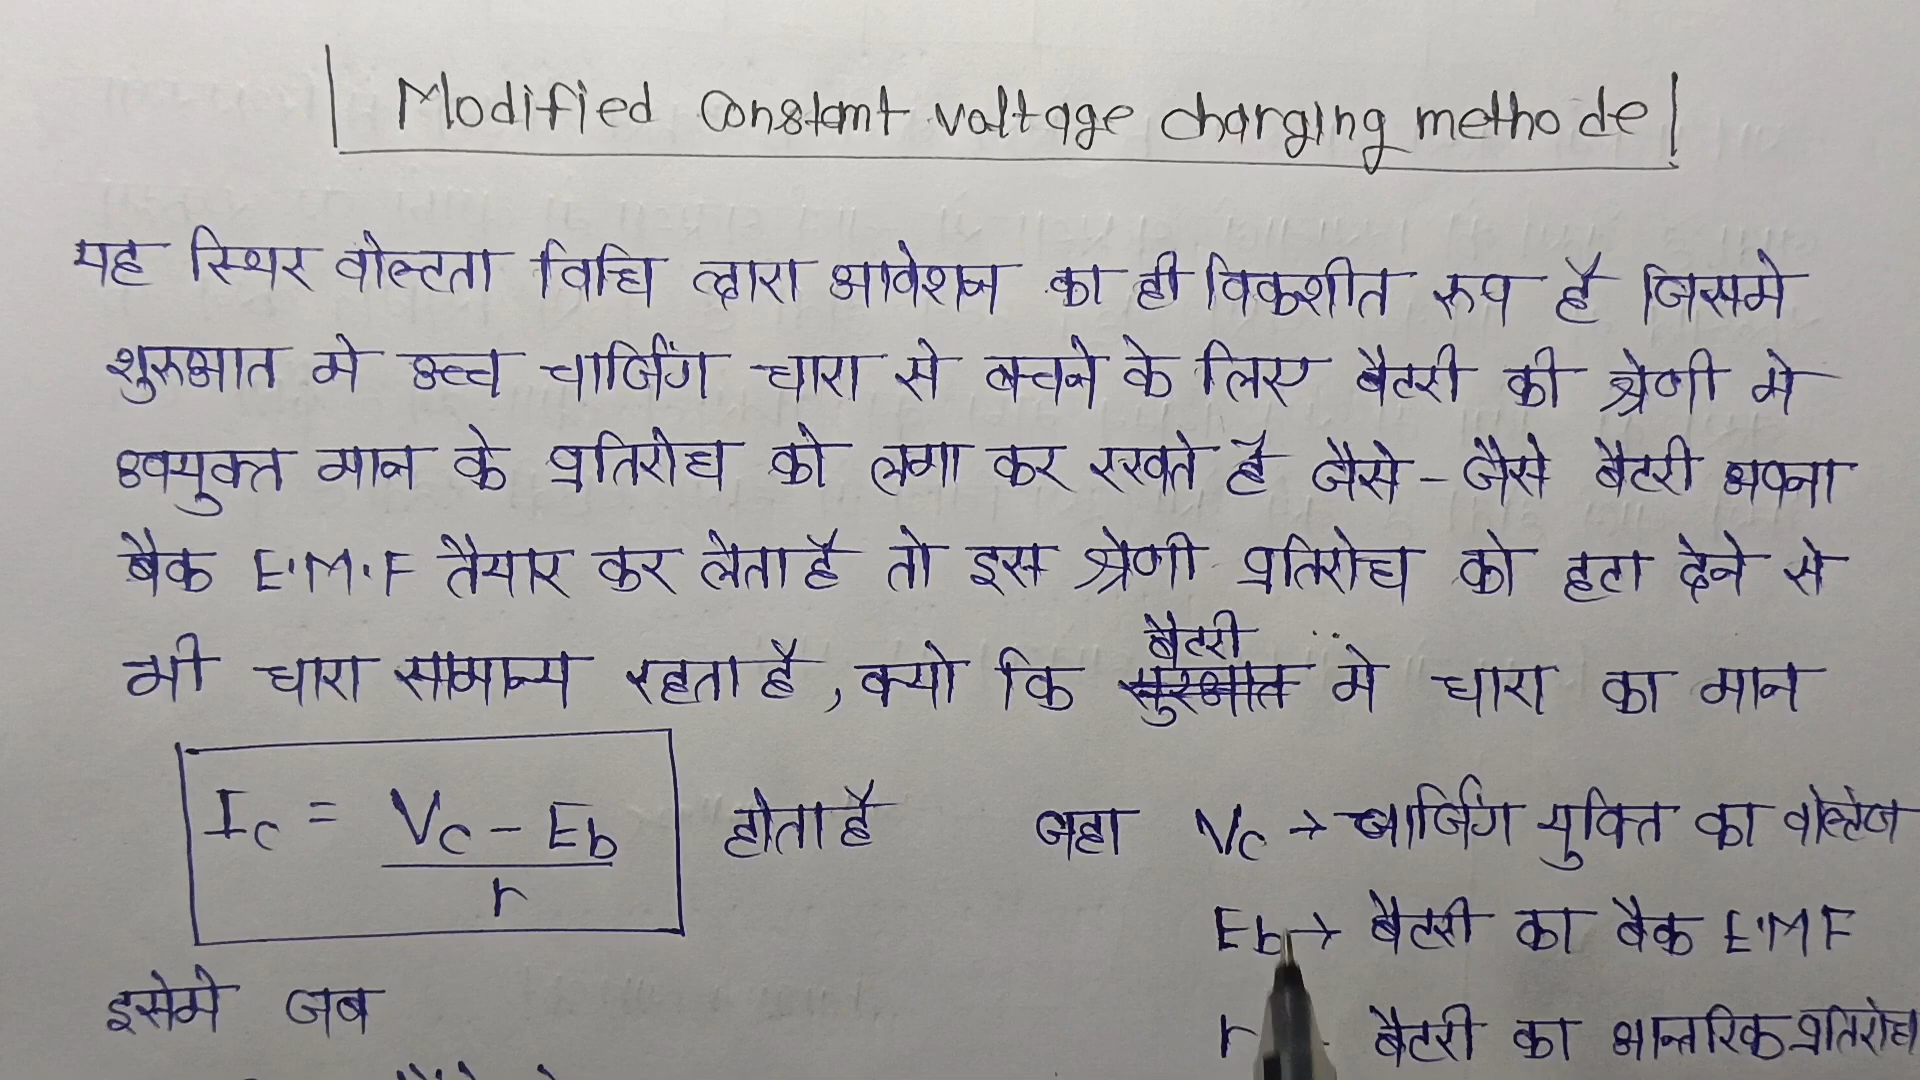 Modified Constant voltage charging methode
यह स्थिर वोल्टता विधि द्वारा आवेशन का ही विकशीत रूप है जिसमे
शुरुआत मे उच्च चार्जिंग धारा से बचने के लिए बैटरी की श्रेणी मे
उपयुक्त मान के प्रतिरोध को लगा कर रखते है जैसे - जैसे बैटरी अपना
बैक E.M.F तैयार कर लेता है तो इस श्रेणी प्रतिरोध को हटा देने से
भी धारा सामान्य रहता है, क्यो कि बैटरी मे धारा का मान
Ic = Vc - Eb / r होता है जहा Vc → चार्जिंग युक्ति का वोल्टेज
Eb → बैटरी का बैक E.M F
इसेमे जब
r बैटरी का आन्तरिक प्रतिरोध